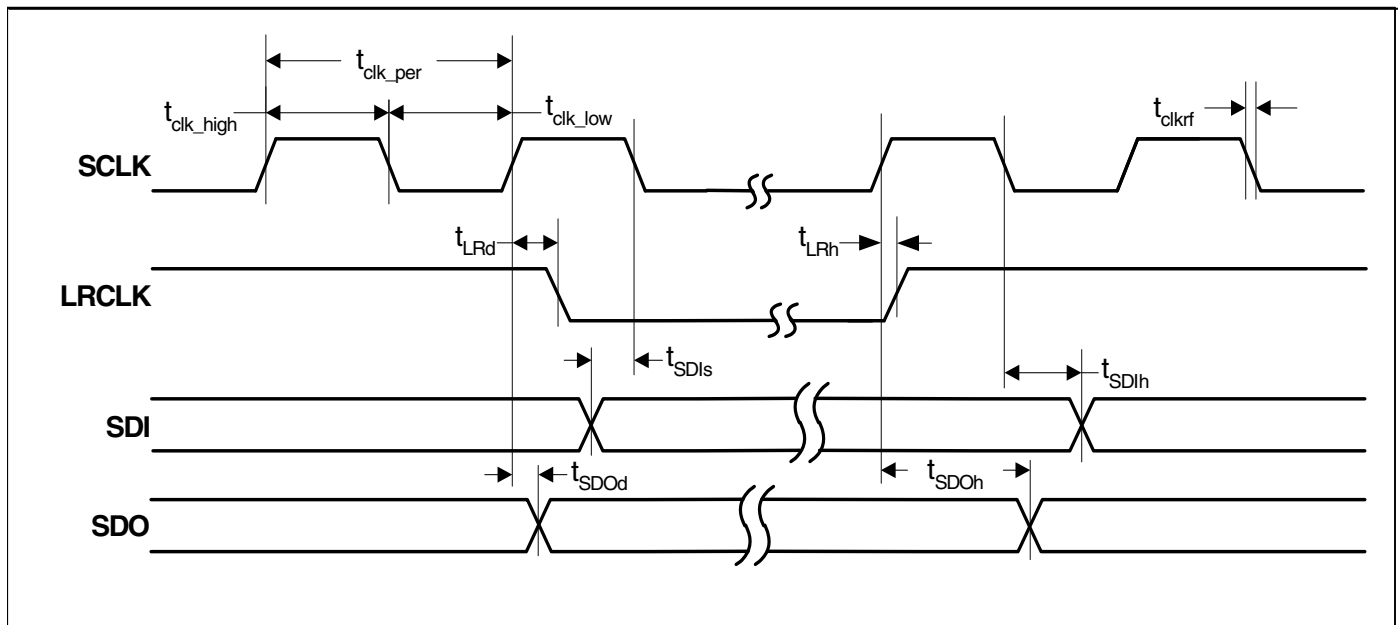 t_clk_per
t_clk_high
t_clk_low
t_clkrf
SCLK
t_LRd
t_LRh
LRCLK
t_SDIs
t_SDIh
SDI
t_SDOd
t_SDOh
SDO